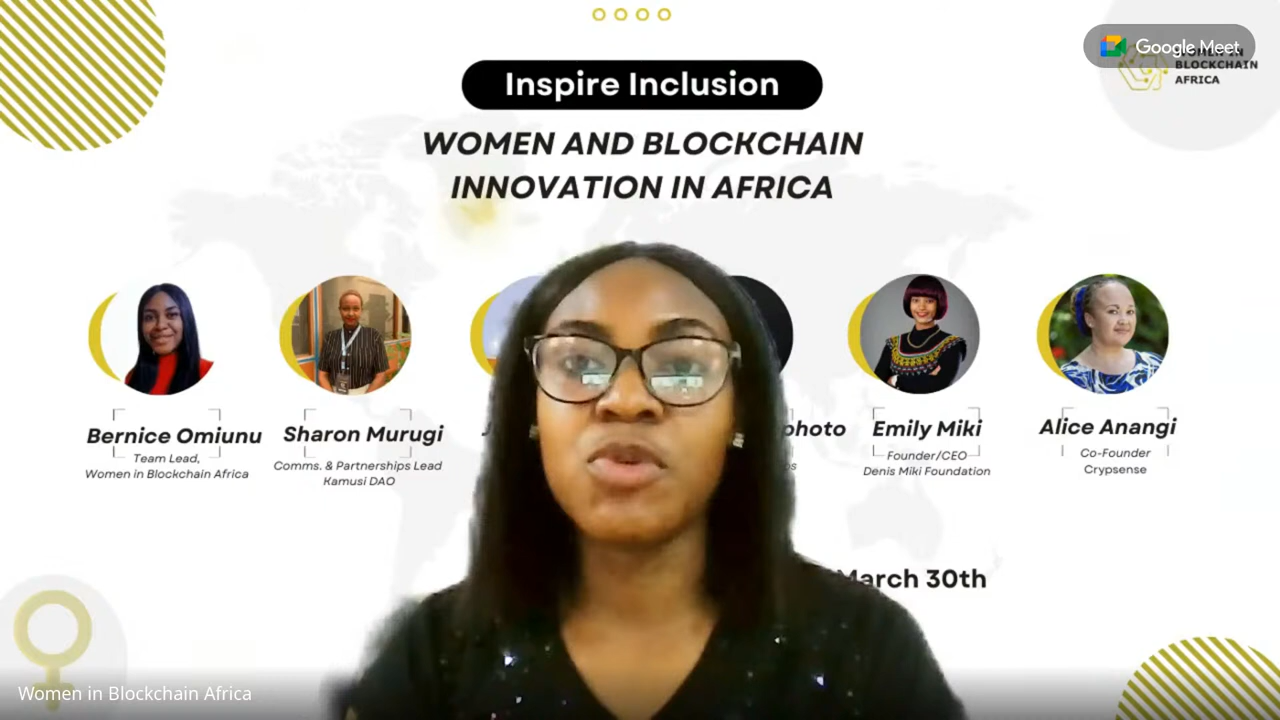 Google Meet
BLOCKCHAIN
AFRICA
Inspire Inclusion
WOMEN AND BLOCKCHAIN
INNOVATION IN AFRICA
Bernice Omiunu
Team Lead,
Women in Blockchain Africa
Sharon Murugi
Comms. & Partnerships Lead
Kamusi DAO
Emily Miki
Founder/CEO
Denis Miki Foundation
Alice Anangi
Co-Founder
Crypsense
March 30th
Women in Blockchain Africa